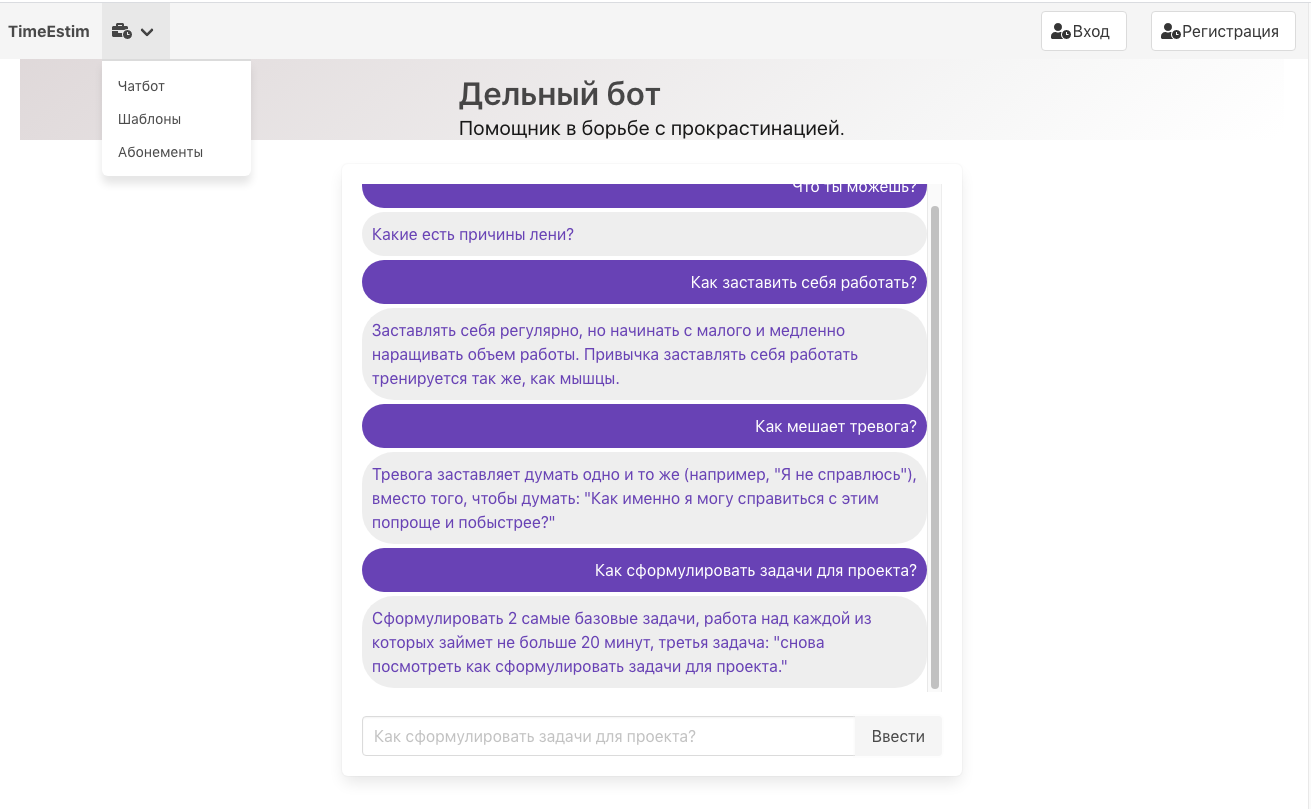 TimeEstim
Вход
Регистрация
Чатбот
Шаблоны
Абонементы
Дельный бот
Помощник в борьбе с прокрастинацией.
Что ты можешь?
Какие есть причины лени?
Как заставить себя работать?
Заставлять себя регулярно, но начинать с малого и медленно
наращивать объем работы. Привычка заставлять себя работать
тренируется так же, как мышцы.
Как мешает тревога?
Тревога заставляет думать одно и то же (например, "Я не справлюсь"),
вместо того, чтобы думать: "Как именно я могу справиться с этим
попроще и побыстрее?"
Как сформулировать задачи для проекта?
Сформулировать 2 самые базовые задачи, работа над каждой из
которых займет не больше 20 минут, третья задача: "снова
посмотреть как сформулировать задачи для проекта."
Как сформулировать задачи для проекта?
Ввести